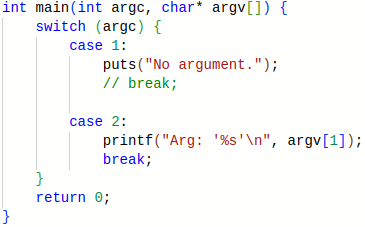 int main(int argc, char* argv[]) {
    switch (argc) {
        case 1:
            puts("No argument.");
            // break;

        case 2:
            printf("Arg: '%s'\n", argv[1]);
            break;
    }
    return 0;
}